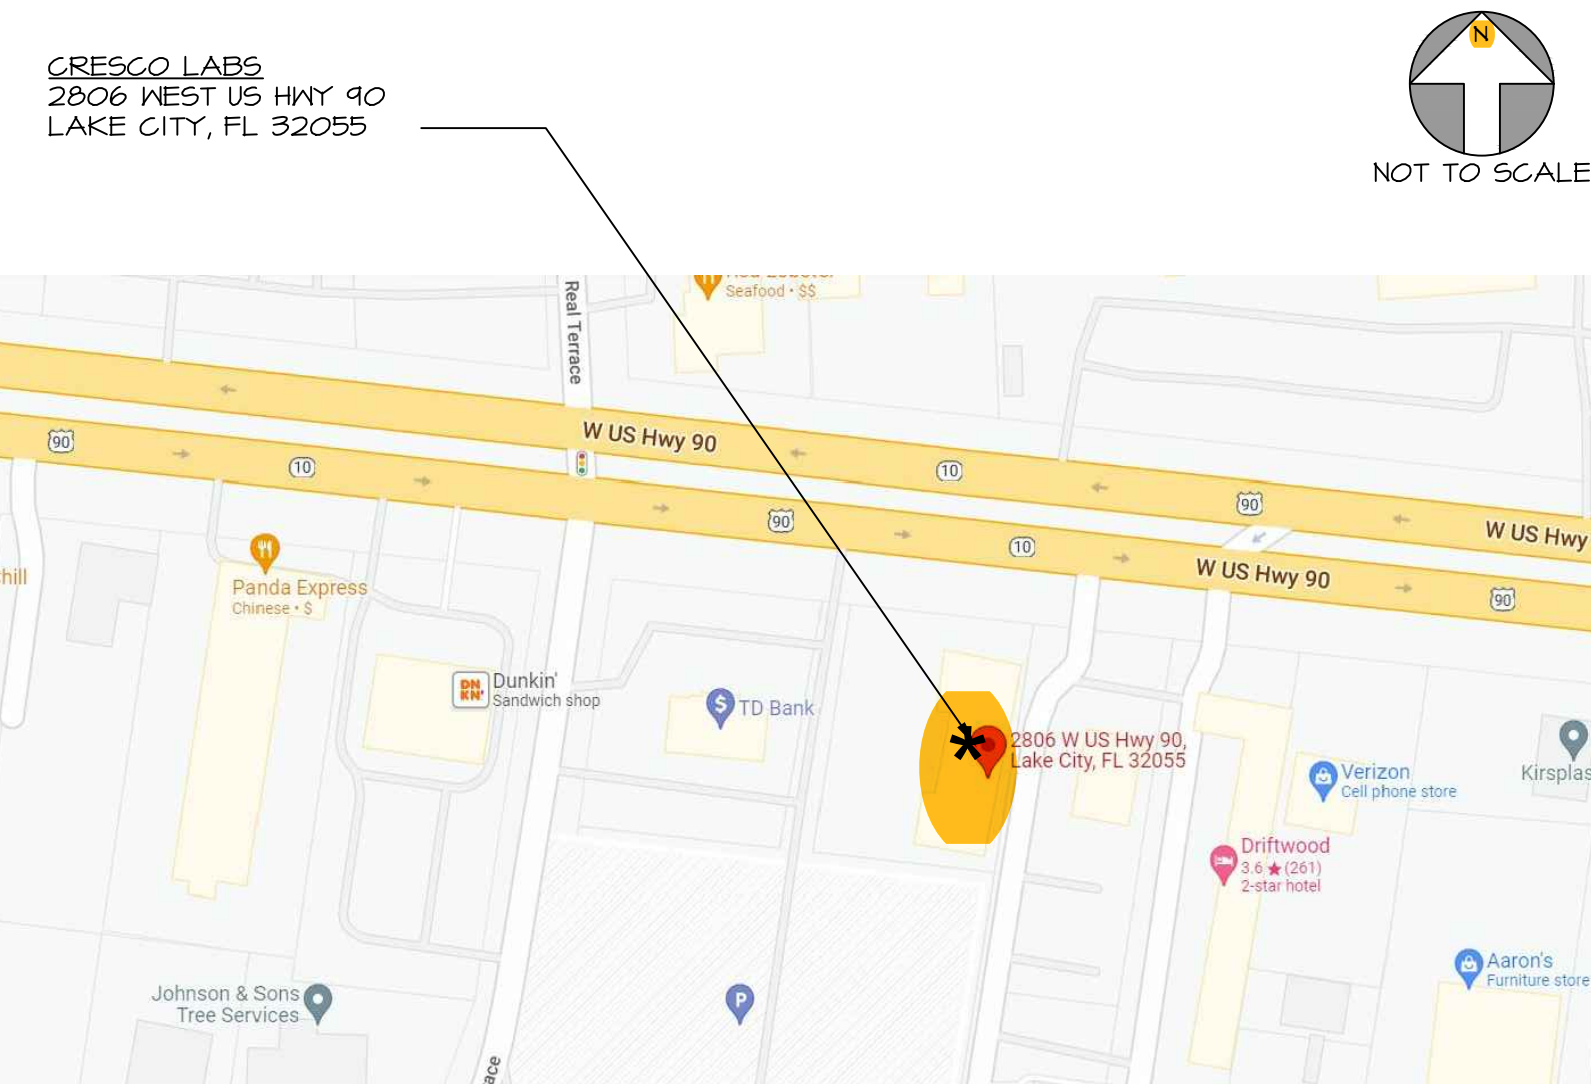 CRESCO LABS
2806 WEST US HWY 90
LAKE CITY, FL 32055
N
NOT TO SCALE
Seafood • $$
Real Terrace
W US Hwy 90
90
10
10
90
90
10
W US Hwy
W US Hwy 90
90
hill
Panda Express
Chinese • $
DN
KN'
Dunkin'
Sandwich shop
$
TD Bank
*
2806 W US Hwy 90,
Lake City, FL 32055
Verizon
Cell phone store
Kirsplas
Driftwood
3.6 ★ (261)
2-star hotel
Aaron's
Furniture store
Johnson & Sons
Tree Services
P
ace